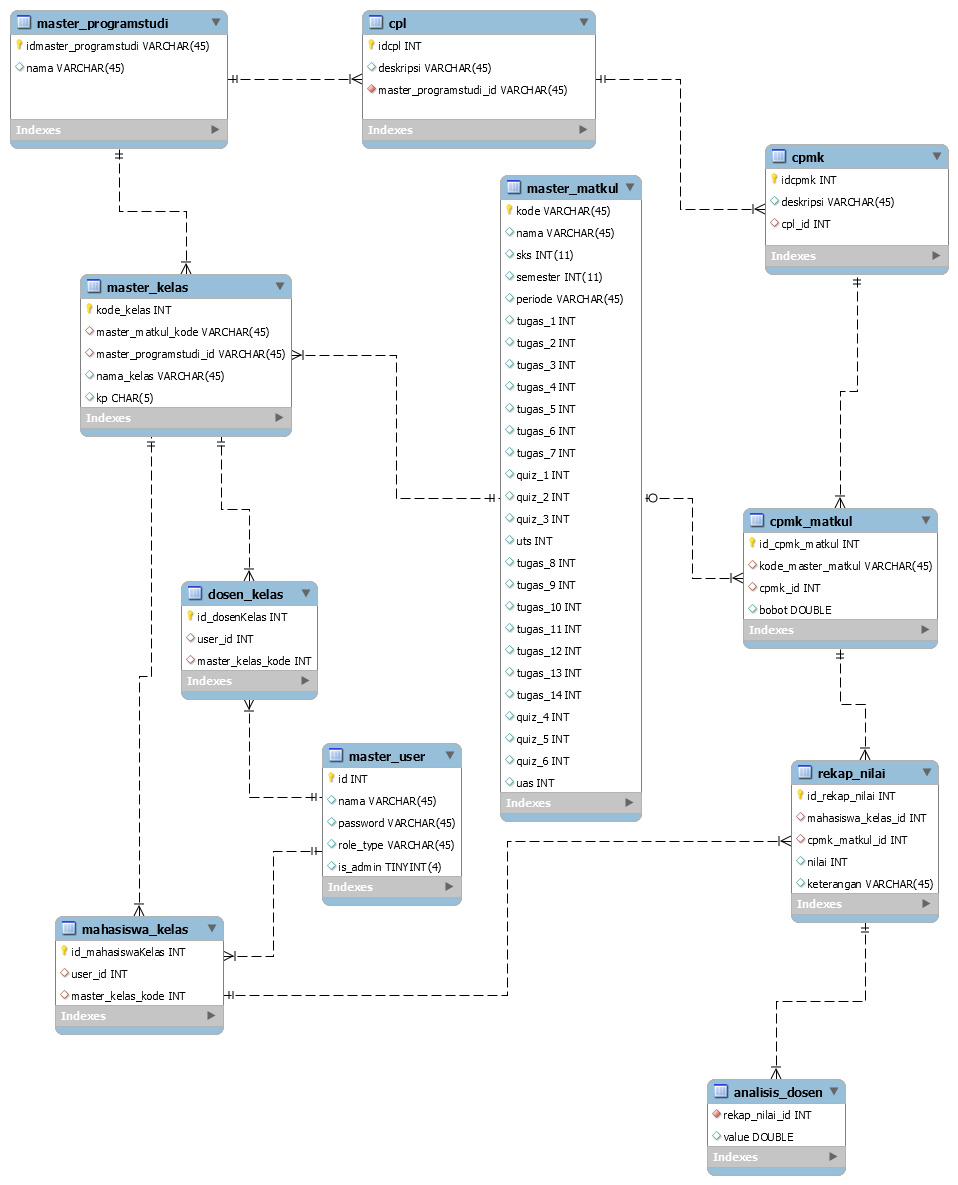 master_programstudi
idmaster_programstudi VARCHAR(45)
nama VARCHAR(45)
Indexes
cpl
idcpl INT
deskripsi VARCHAR(45)
master_programstudi_id VARCHAR(45)
Indexes
cpmk
idcpmk INT
deskripsi VARCHAR(45)
cpl_id INT
Indexes
master_matkul
kode VARCHAR(45)
nama VARCHAR(45)
sks INT(11)
semester INT(11)
periode VARCHAR(45)
tugas_1 INT
tugas_2 INT
tugas_3 INT
tugas_4 INT
tugas_5 INT
tugas_6 INT
tugas_7 INT
quiz_1 INT
quiz_2 INT
quiz_3 INT
uts INT
tugas_8 INT
tugas_9 INT
tugas_10 INT
tugas_11 INT
tugas_12 INT
tugas_13 INT
tugas_14 INT
quiz_4 INT
quiz_5 INT
quiz_6 INT
uas INT
Indexes
master_kelas
kode_kelas INT
master_matkul_kode VARCHAR(45)
master_programstudi_id VARCHAR(45)
nama_kelas VARCHAR(45)
kp CHAR(5)
Indexes
cpmk_matkul
id_cpmk_matkul INT
kode_master_matkul VARCHAR(45)
cpmk_id INT
bobot DOUBLE
Indexes
dosen_kelas
id_dosenKelas INT
user_id INT
master_kelas_kode INT
Indexes
master_user
id INT
nama VARCHAR(45)
password VARCHAR(45)
role_type VARCHAR(45)
is_admin TINYINT(4)
Indexes
rekap_nilai
id_rekap_nilai INT
mahasiswa_kelas_id INT
cpmk_matkul_id INT
nilai INT
keterangan VARCHAR(45)
Indexes
mahasiswa_kelas
id_mahasiswaKelas INT
user_id INT
master_kelas_kode INT
Indexes
analisis_dosen
rekap_nilai_id INT
value DOUBLE
Indexes